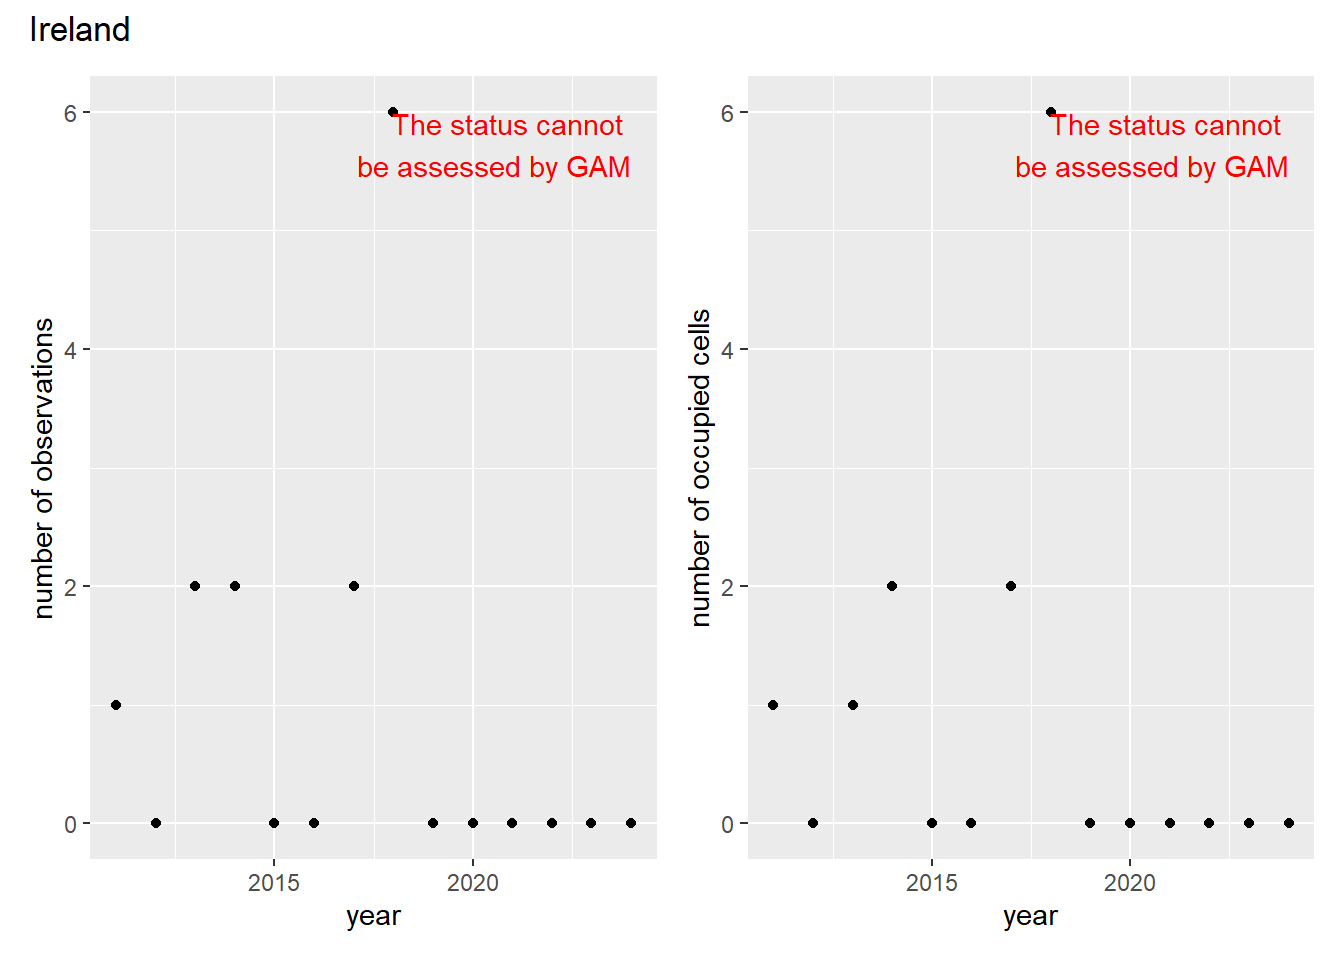 Ireland
number of observations
6
4
2
0
The status cannot
be assessed by GAM
2015
2020
year
number of occupied cells
6
4
2
0
The status cannot
be assessed by GAM
2015
2020
year